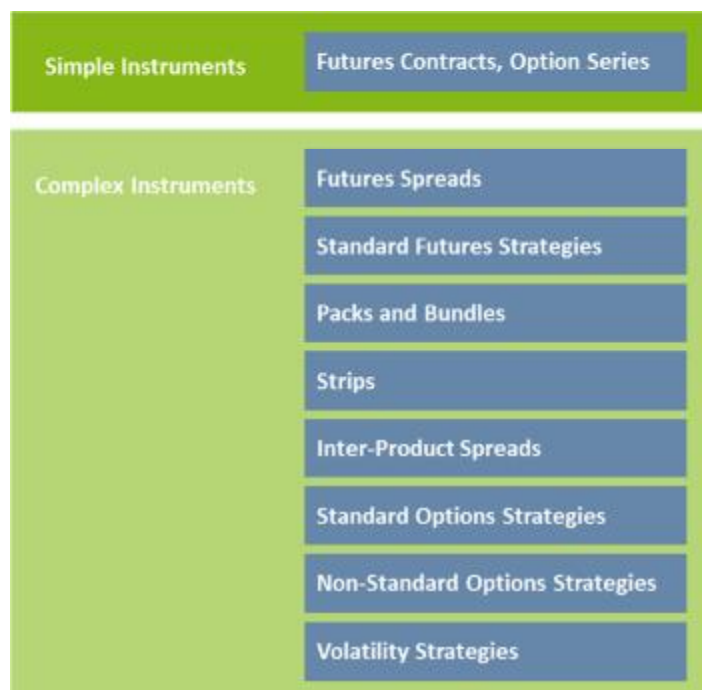 Simple Instruments
Futures Contracts, Option Series
Complex Instruments
Futures Spreads
Standard Futures Strategies
Packs and Bundles
Strips
Inter-Product Spreads
Standard Options Strategies
Non-Standard Options Strategies
Volatility Strategies